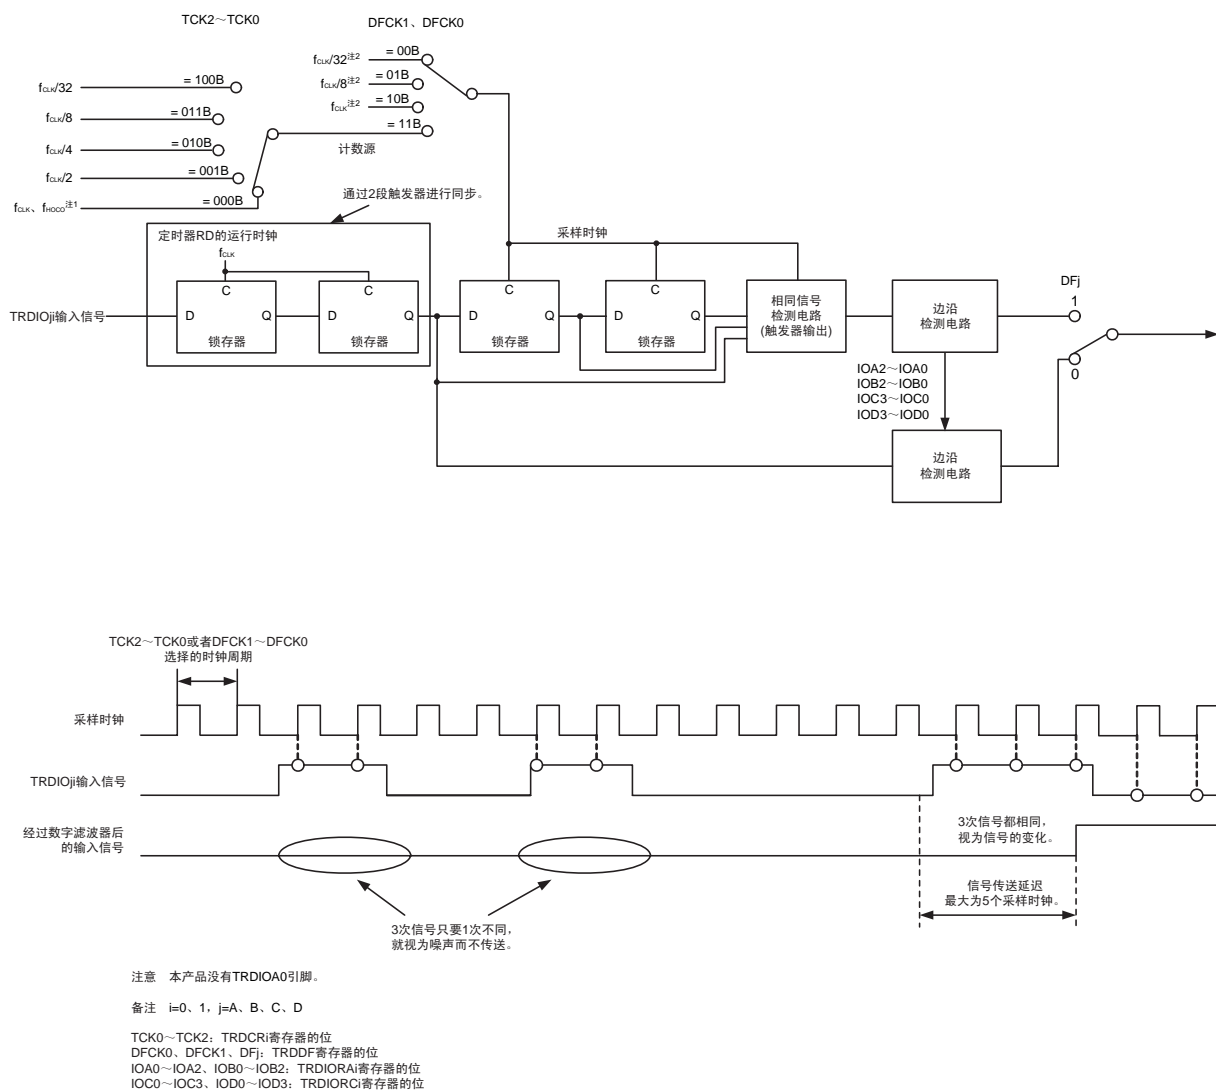 TCK2～TCK0
DFCK1、DFCK0
fCLK/32注2
= 00B
fCLK/8注2
= 01B
fCLK注2
= 10B
= 11B
计数源
fCLK/32
= 100B
fCLK/8
= 011B
fCLK/4
= 010B
fCLK/2
= 001B
fCLK、fHOCO注1
= 000B
通过2段触发器进行同步。
定时器RD的运行时钟
fCLK
采样时钟
TRDIOji输入信号
C
D
Q
锁存器
C
D
Q
锁存器
C
D
Q
锁存器
C
D
Q
锁存器
相同信号
检测电路
(触发器输出)
边沿
检测电路
DFj
1
0
IOA2～IOA0
IOB2～IOB0
IOC3～IOC0
IOD3～IOD0
边沿
检测电路
TCK2～TCK0或者DFCK1～DFCK0
选择的时钟周期
采样时钟
TRDIOji输入信号
经过数字滤波器后
的输入信号
3次信号都相同，
视为信号的变化。
信号传送延迟
最大为5个采样时钟。
3次信号只要1次不同，
就视为噪声而不传送。
注意 本产品没有TRDIOA0引脚。
备注 i=0、1，j=A、B、C、D
TCK0～TCK2：TRDCRi寄存器的位
DFCK0、DFCK1、DFj：TRDDF寄存器的位
IOA0～IOA2、IOB0～IOB2：TRDIORAi寄存器的位
IOC0～IOC3、IOD0～IOD3：TRDIORCi寄存器的位